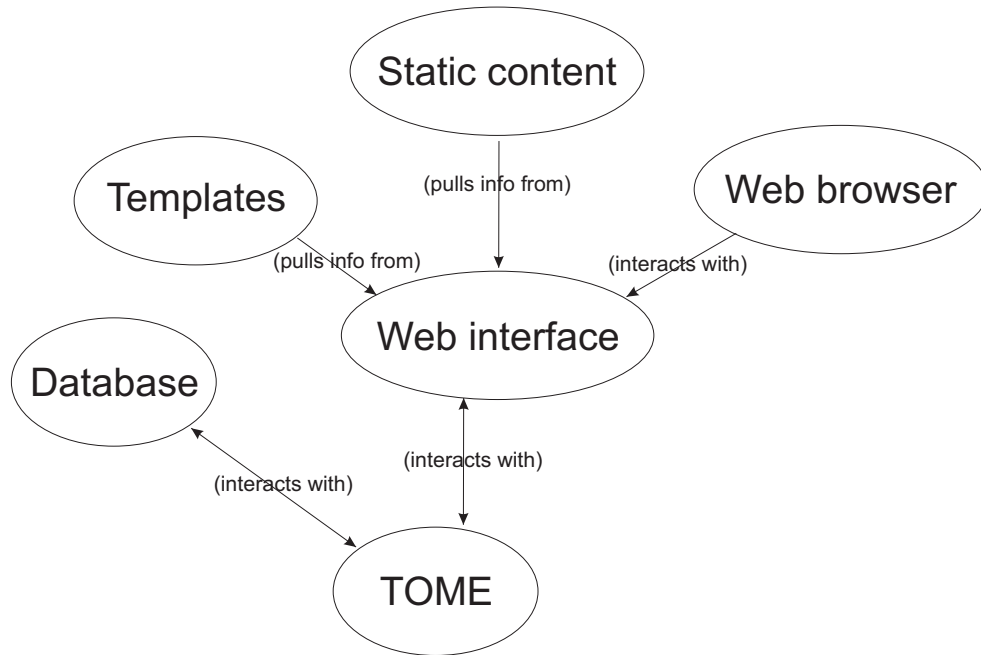 Static content
Templates
(pulls info from)
Web browser
(pulls info from)
(interacts with)
Web interface
Database
(interacts with)
(interacts with)
TOME